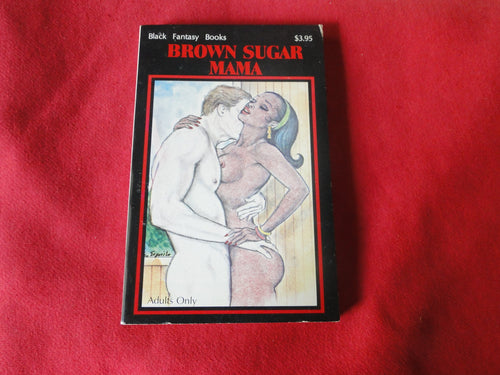 Black Fantasy Books $3.95
BROWN SUGAR
MAMA
Adults Only